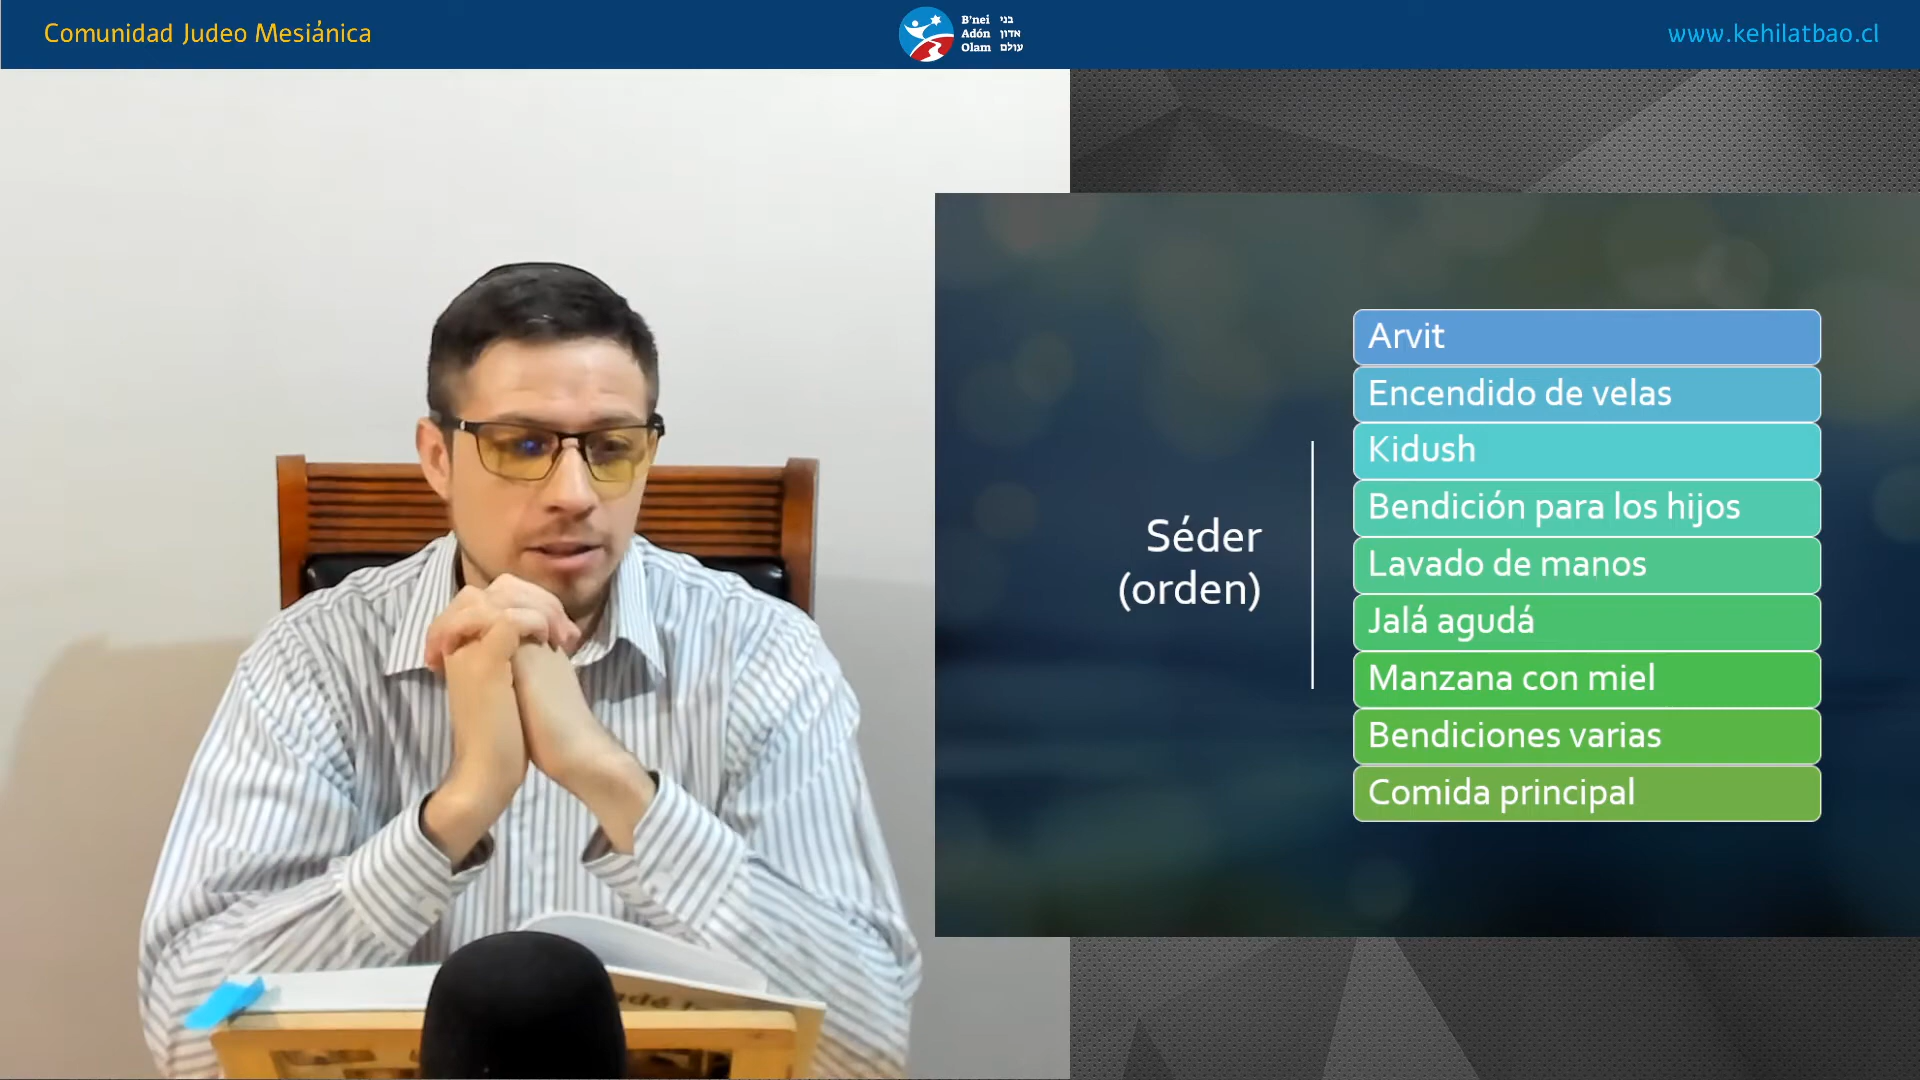 Comunidad Judeo Mesiánica
B'nei בני
Adón אדון
Olam עולם
www.kehilatbao.cl
Séder
(orden)
Arvit
Encendido de velas
Kidush
Bendición para los hijos
Lavado de manos
Jalá agudá
Manzana con miel
Bendiciones varias
Comida principal